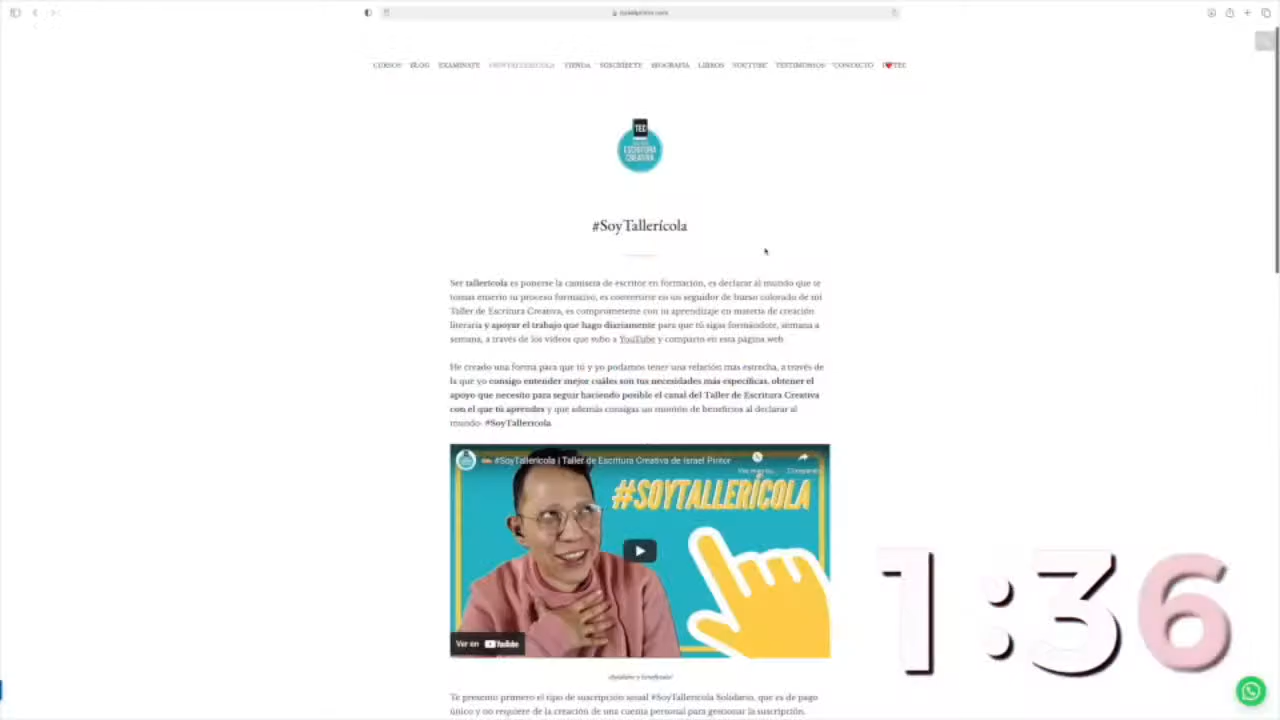 CURSOS BLOG EXAMÍNATE #SOYTALLERÍCOLA TIENDA SUSCRÍBETE BIOGRAFÍA LIBROS YOUTUBE TESTIMONIOS CONTACTO I❤TEC
TEC
ESCRITURA
CREATIVA
#SoyTallerícola
Ser tallerícola es ponerse la camiseta de escritor en formación, es declarar al mundo que te
tomas enserio tu proceso formativo, es convertirte en un seguidor de hueso colorado de mi
Taller de Escritura Creativa, es comprometerte con tu aprendizaje en materia de creación
literaria y apoyar el trabajo que hago diariamente para que tú sigas formándote, semana a
semana, a través de los videos que subo a YouTube y comparto en esta página web
He creado una forma para que tú y yo podamos tener una relación más estrecha, a través de
la que yo consigo entender mejor cuáles son tus necesidades más específicas, obtener el
apoyo que necesito para seguir haciendo posible el canal del Taller de Escritura Creativa
con el que tú aprendes y que además consigas un montón de beneficios al declarar al
mundo: #SoyTallerícola
#SoyTallerícola | Taller de Escritura Creativa de Israel Pintor
Compartir
#SOYTALLERÍCOLA
Ver en YouTube
1:36
Te presento primero el tipo de suscripción anual #SoyTallerícola Solidario, que es de pago
único y no requiere de la creación de una cuenta personal para gestionar la suscripción.